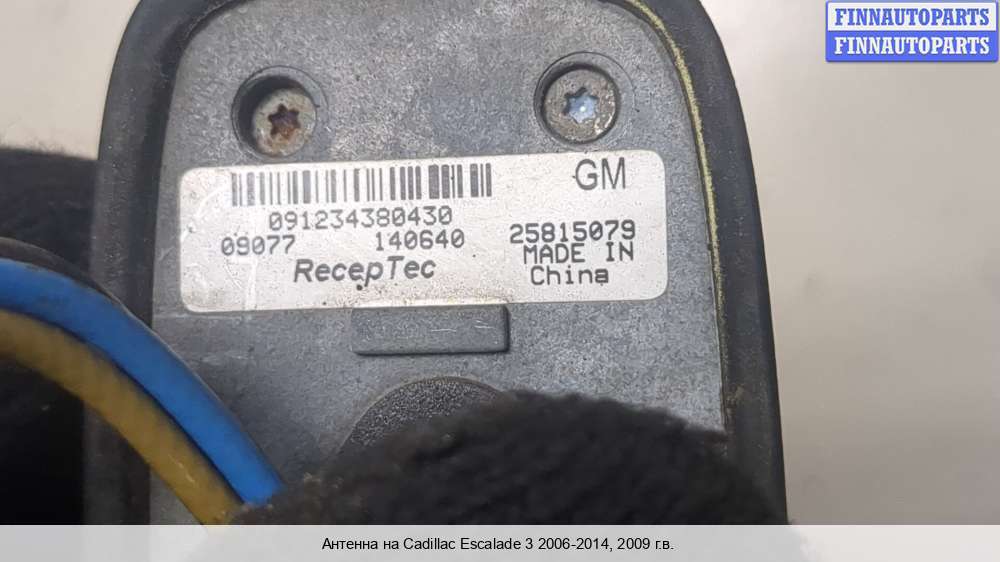 FINNAUTOPARTS
FINNAUTOPARTS
GM
091234380430
09077 140640
25815079
MADE IN
RecepTec
China
Антенна на Cadillac Escalade 3 2006-2014, 2009 г.в.